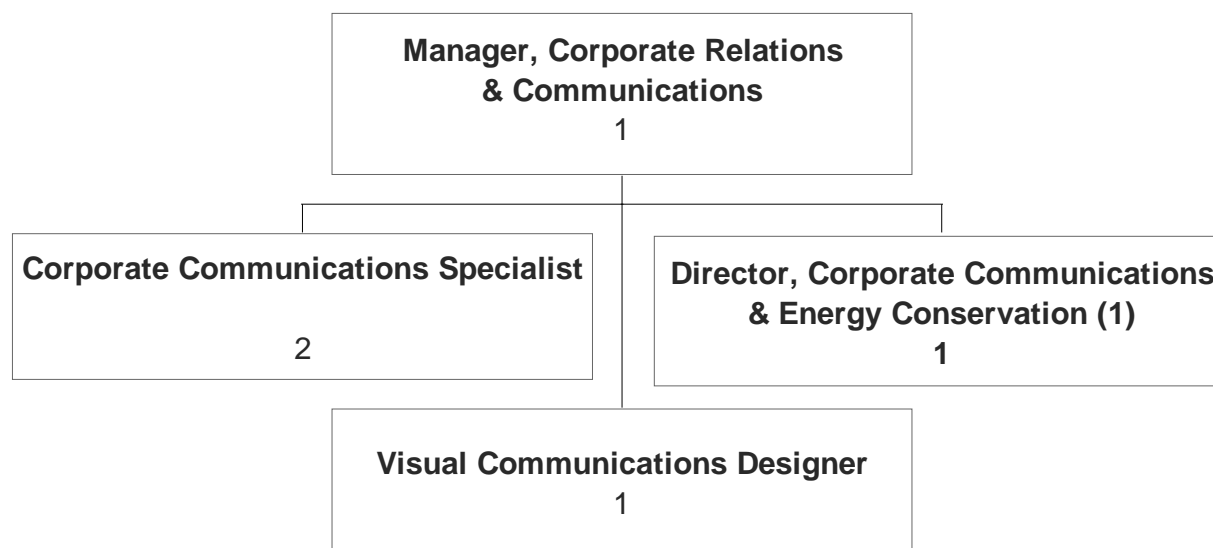 Manager, Corporate Relations
& Communications
1
Corporate Communications Specialist
2
Director, Corporate Communications
& Energy Conservation (1)
1
Visual Communications Designer
1